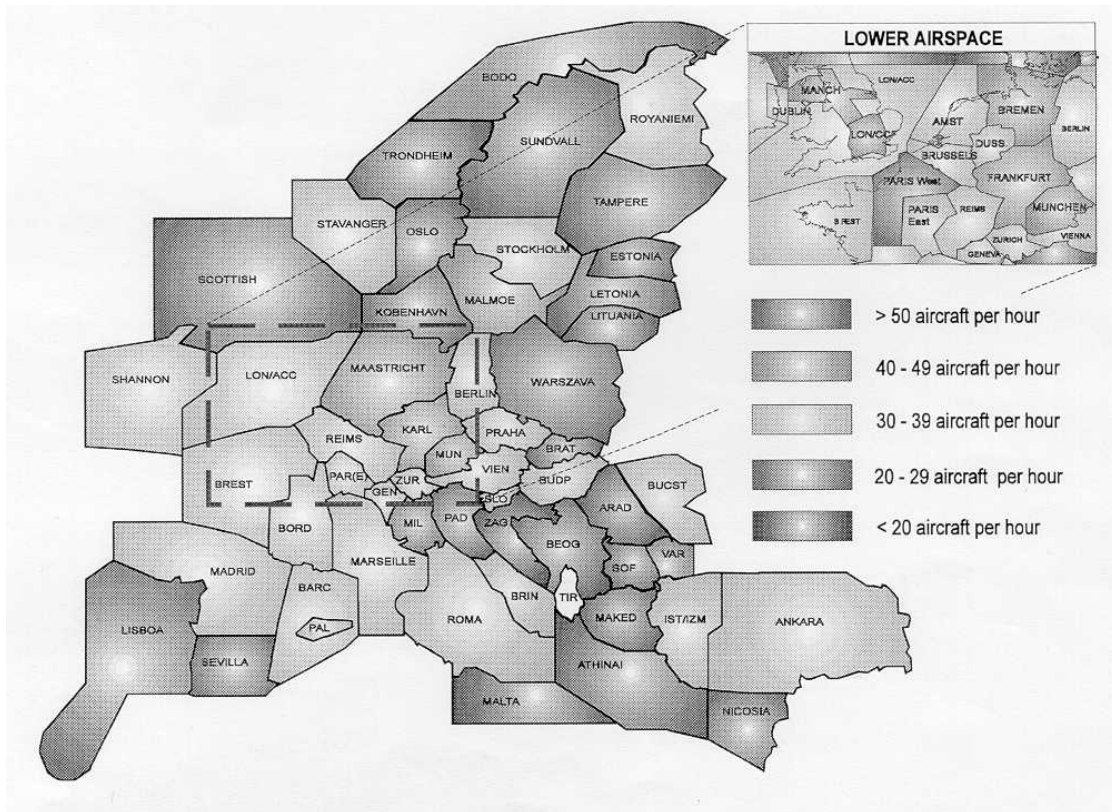 LOWER AIRSPACE
LON/ACC
MANCH
DUBLIN
AMST
BREMEN
BERLIN
LON/CCF
DUSS
BRUSSELS
PARIS West
FRANKFURT
PARIS
East
REIMS
MUNCHEN
BREST
ZURICH
VIENNA
GENEVA
BODO
ROYANIEMI
SUNDVALL
TRONDHEIM
TAMPERE
STAVANGER
OSLO
STOCKHOLM
ESTONIA
SCOTTISH
LETONIA
MALMOE
KOBENHAVN
LITUANIA
> 50 aircraft per hour
40 - 49 aircraft per hour
30 - 39 aircraft per hour
20 - 29 aircraft per hour
< 20 aircraft per hour
SHANNON
LON/ACC
MAASTRICHT
BERLIN
WARSZAVA
KARL
PRAHA
REIMS
MUN
BRAT
VIEN
BREST
PAR(E)
ZUR
BUDP
BUCST
GEN
SLO
BORD
MIL
PAD
ZAG
ARAD
BEOG
MARSEILLE
SOF
VAR
MADRID
BARC
BRIN
TIR
LISBOA
PAL
ROMA
MAKED
IST/IZM
ANKARA
SEVILLA
ATHINAI
MALTA
NICOSIA